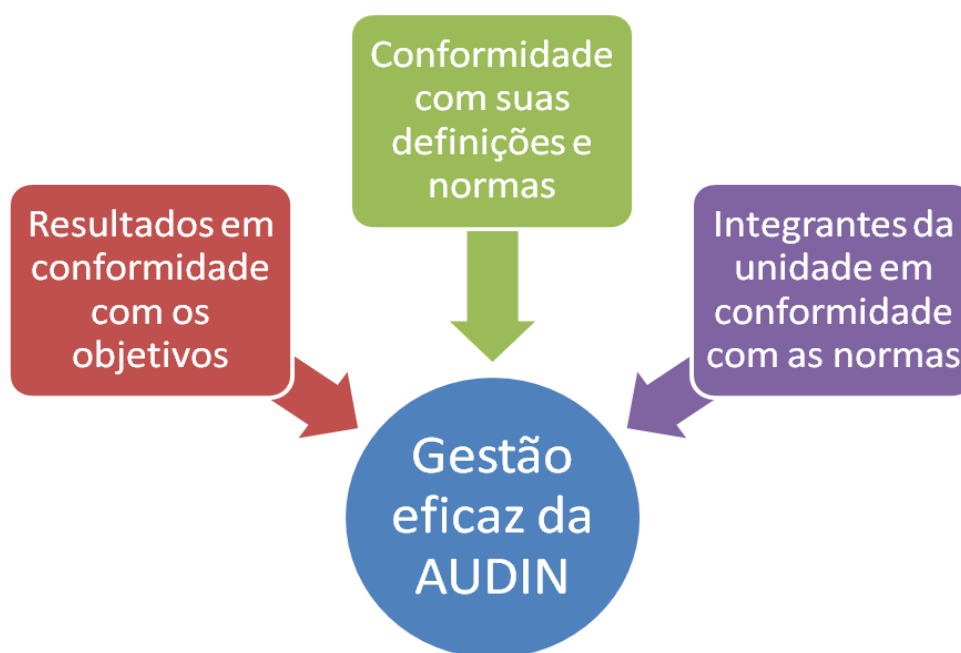 Conformidade
com suas
definições e
normas
Resultados em
conformidade
com os
objetivos
Integrantes da
unidade em
conformidade
com as normas
Gestão
eficaz da
AUDIN